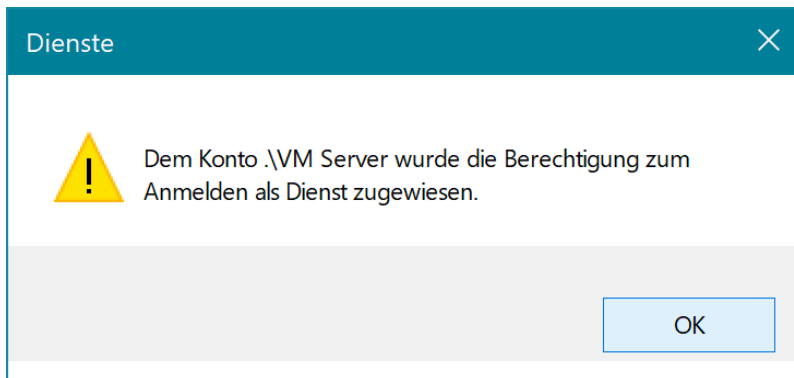 Dienste
Dem Konto .\VM Server wurde die Berechtigung zum
Anmelden als Dienst zugewiesen.
OK